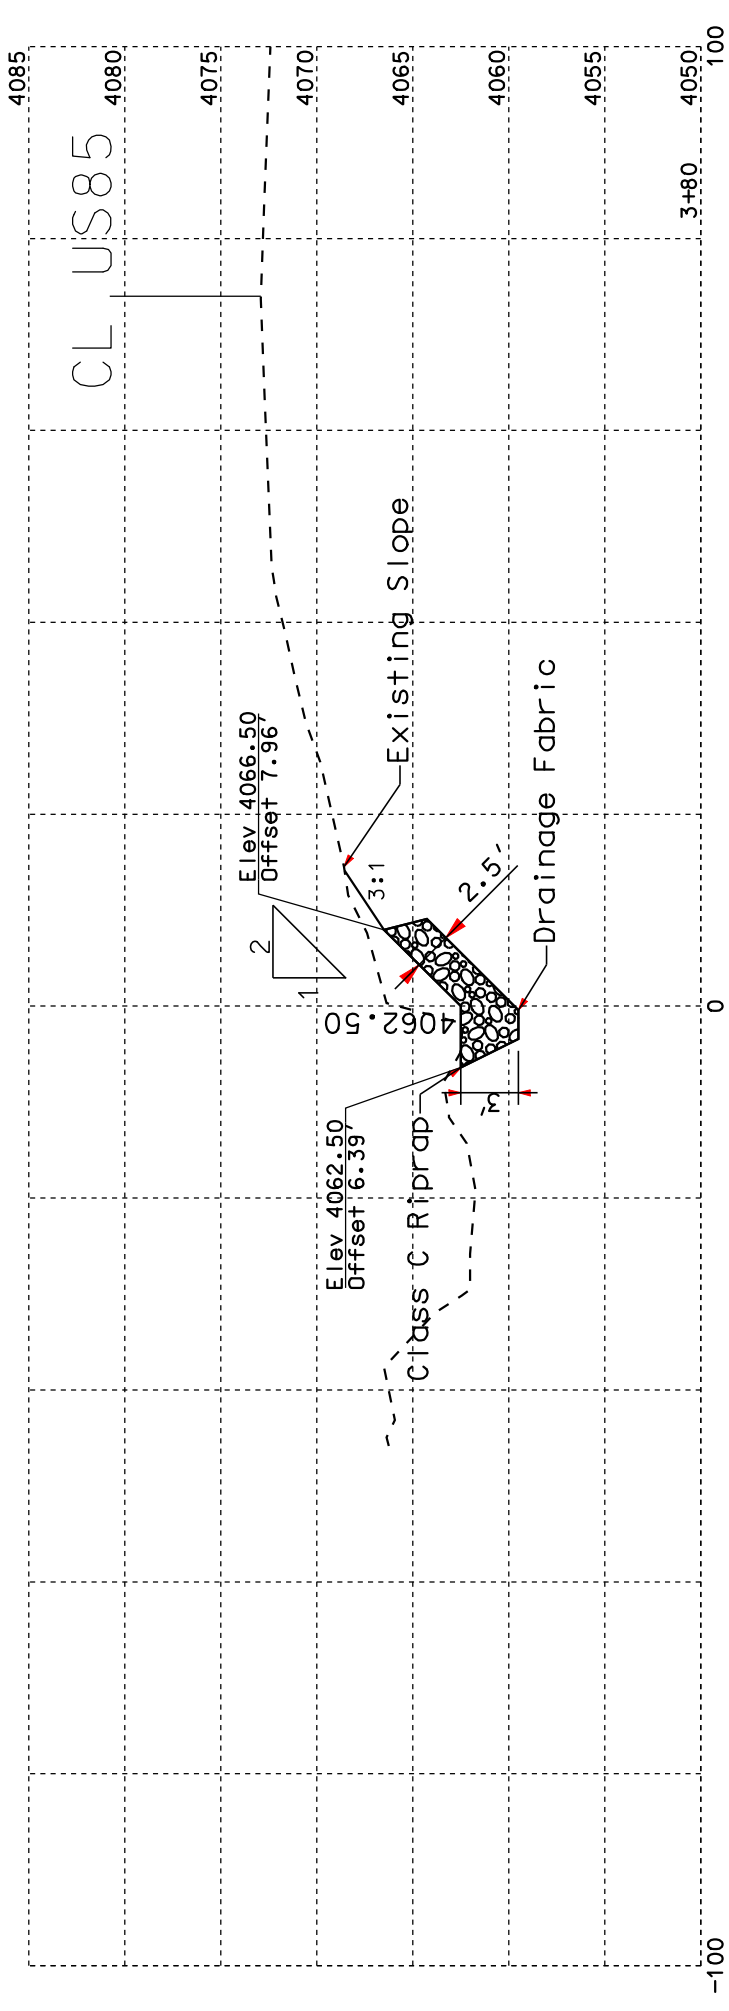 4085
4080
4075
4070
4065
4060
4055
4050
100
0
-100
3+80
CL US85
Elev 4066.50
Offset 7.96'
2
1
3:1
Existing Slope
2.5'
Drainage Fabric
4062.50
Elev 4062.50
Offset 6.39'
3'
Class C Riprap